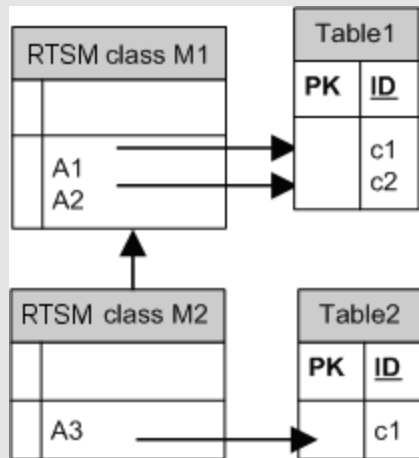 RTSM class M1
A1
A2
Table1
PK ID
c1
c2
RTSM class M2
A3
Table2
PK ID
c1